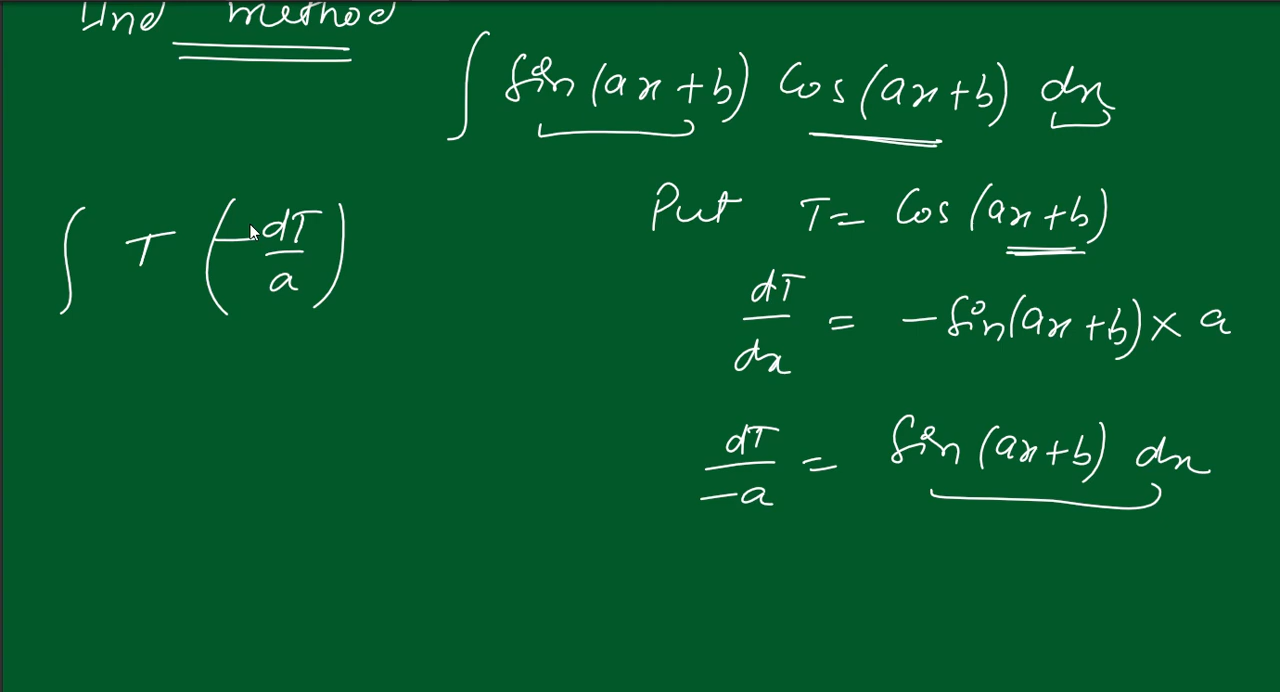 IInd method
∫ Sin (ax+b) Cos (ax+b) dx
Put T = Cos (ax+b)
∫ T (-dT/a)
dT/dx = -Sin(ax+b) × a
dT/-a = Sin (ax+b) dx